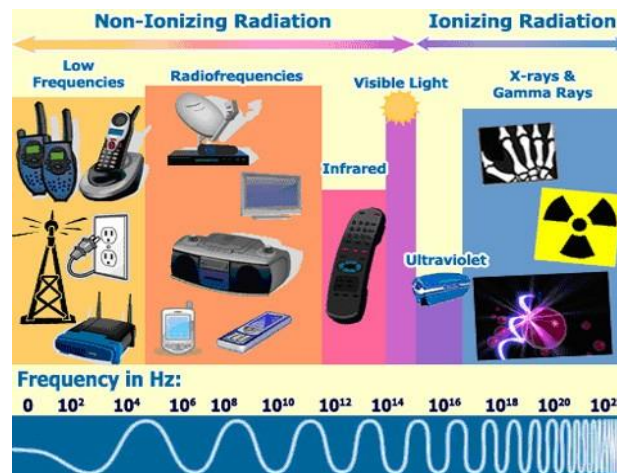 Non-Ionizing Radiation
Ionizing Radiation
Low
Frequencies
Radiofrequencies
Visible Light
X-rays &
Gamma Rays
Infrared
Ultraviolet
Frequency in Hz:
0 10² 10⁴ 10⁶ 10⁸ 10¹⁰ 10¹² 10¹⁴ 10¹⁶ 10¹⁸ 10²⁰